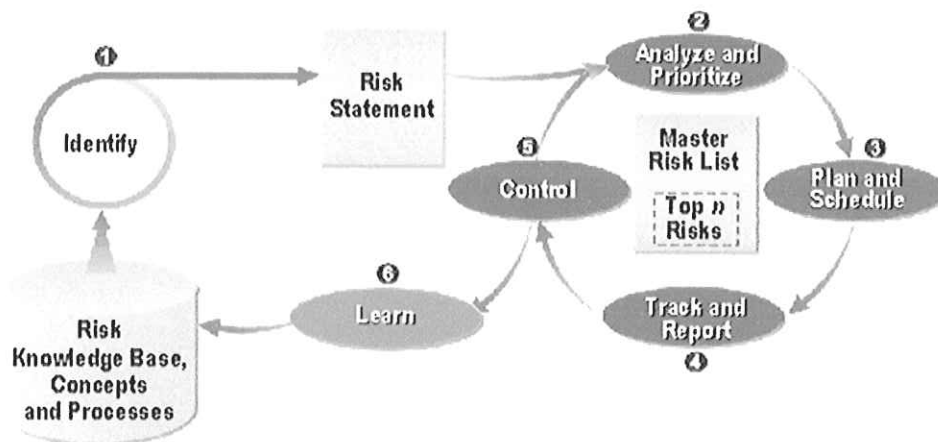 1
Identify
Risk
Statement
2
Analyze and
Prioritize
3
Plan and
Schedule
Master
Risk List
Top n
Risks
4
Track and
Report
5
Control
6
Learn
Risk
Knowledge Base,
Concepts
and Processes